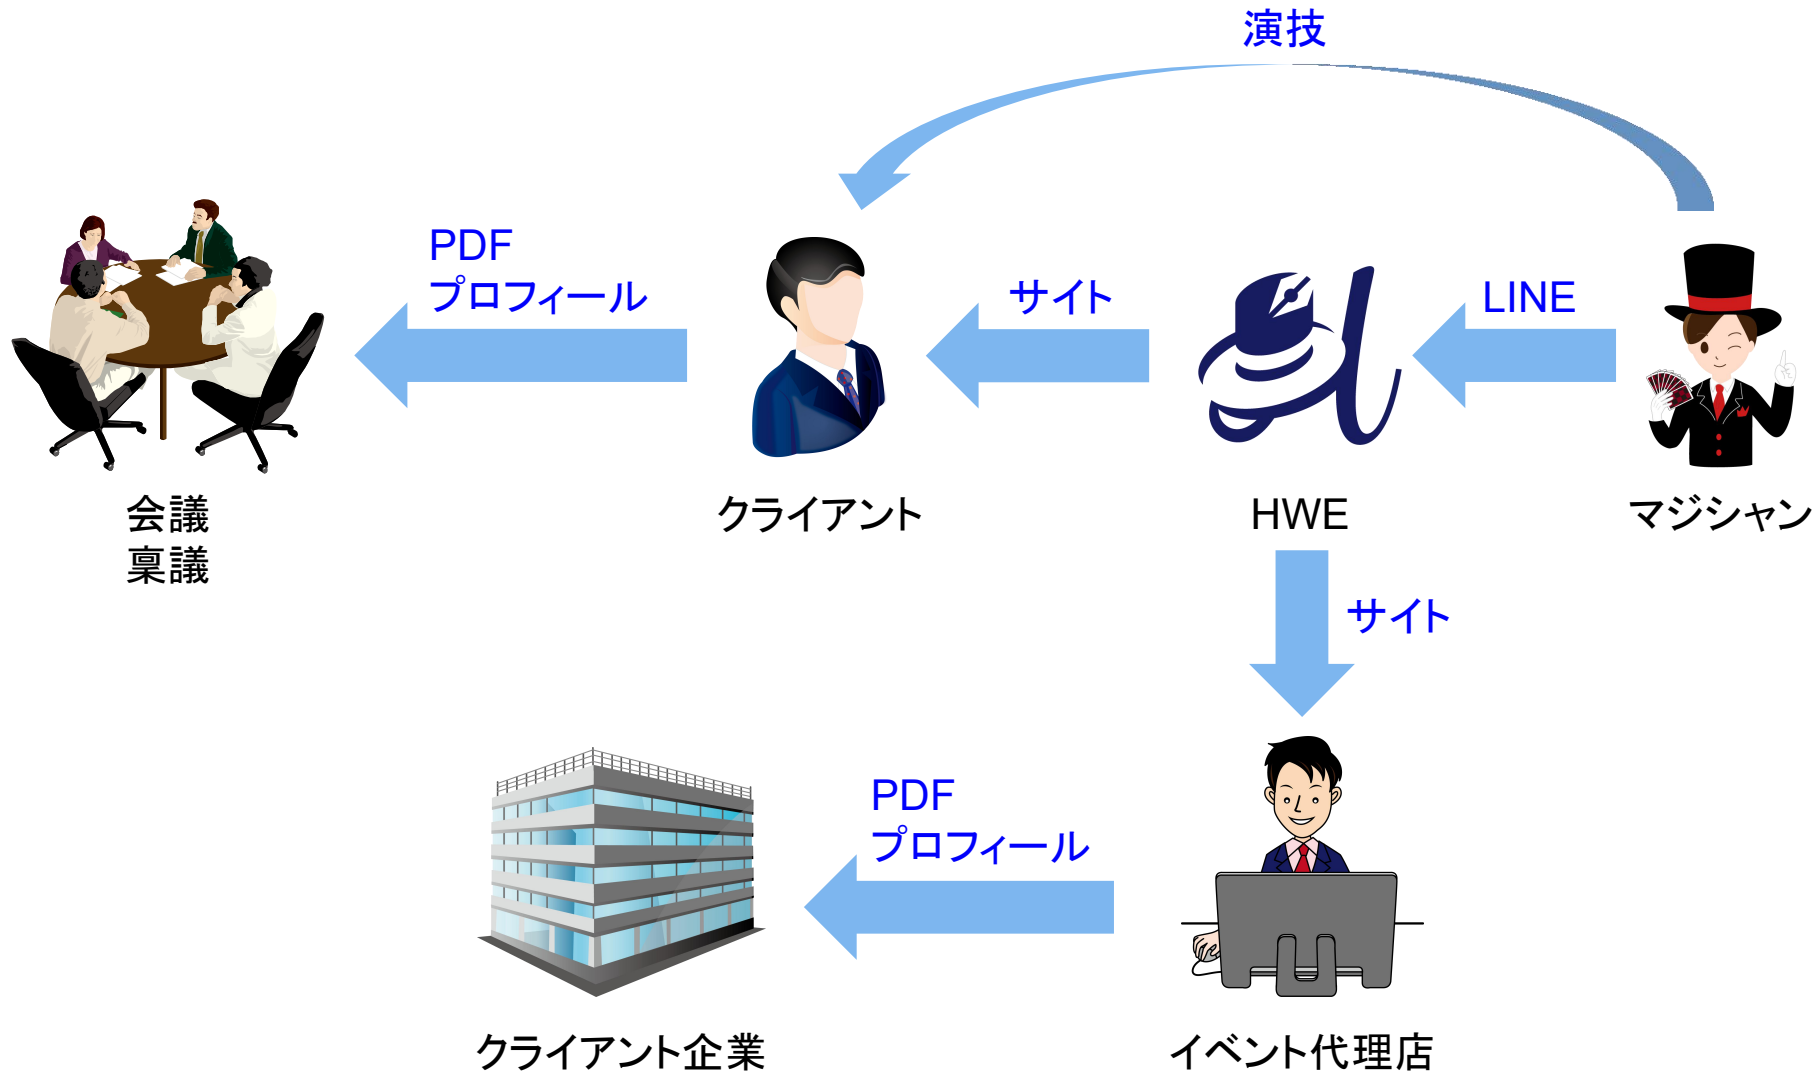 演技
PDF
プロフィール
サイト
LINE
会議
稟議
クライアント
HWE
マジシャン
サイト
PDF
プロフィール
クライアント企業
イベント代理店